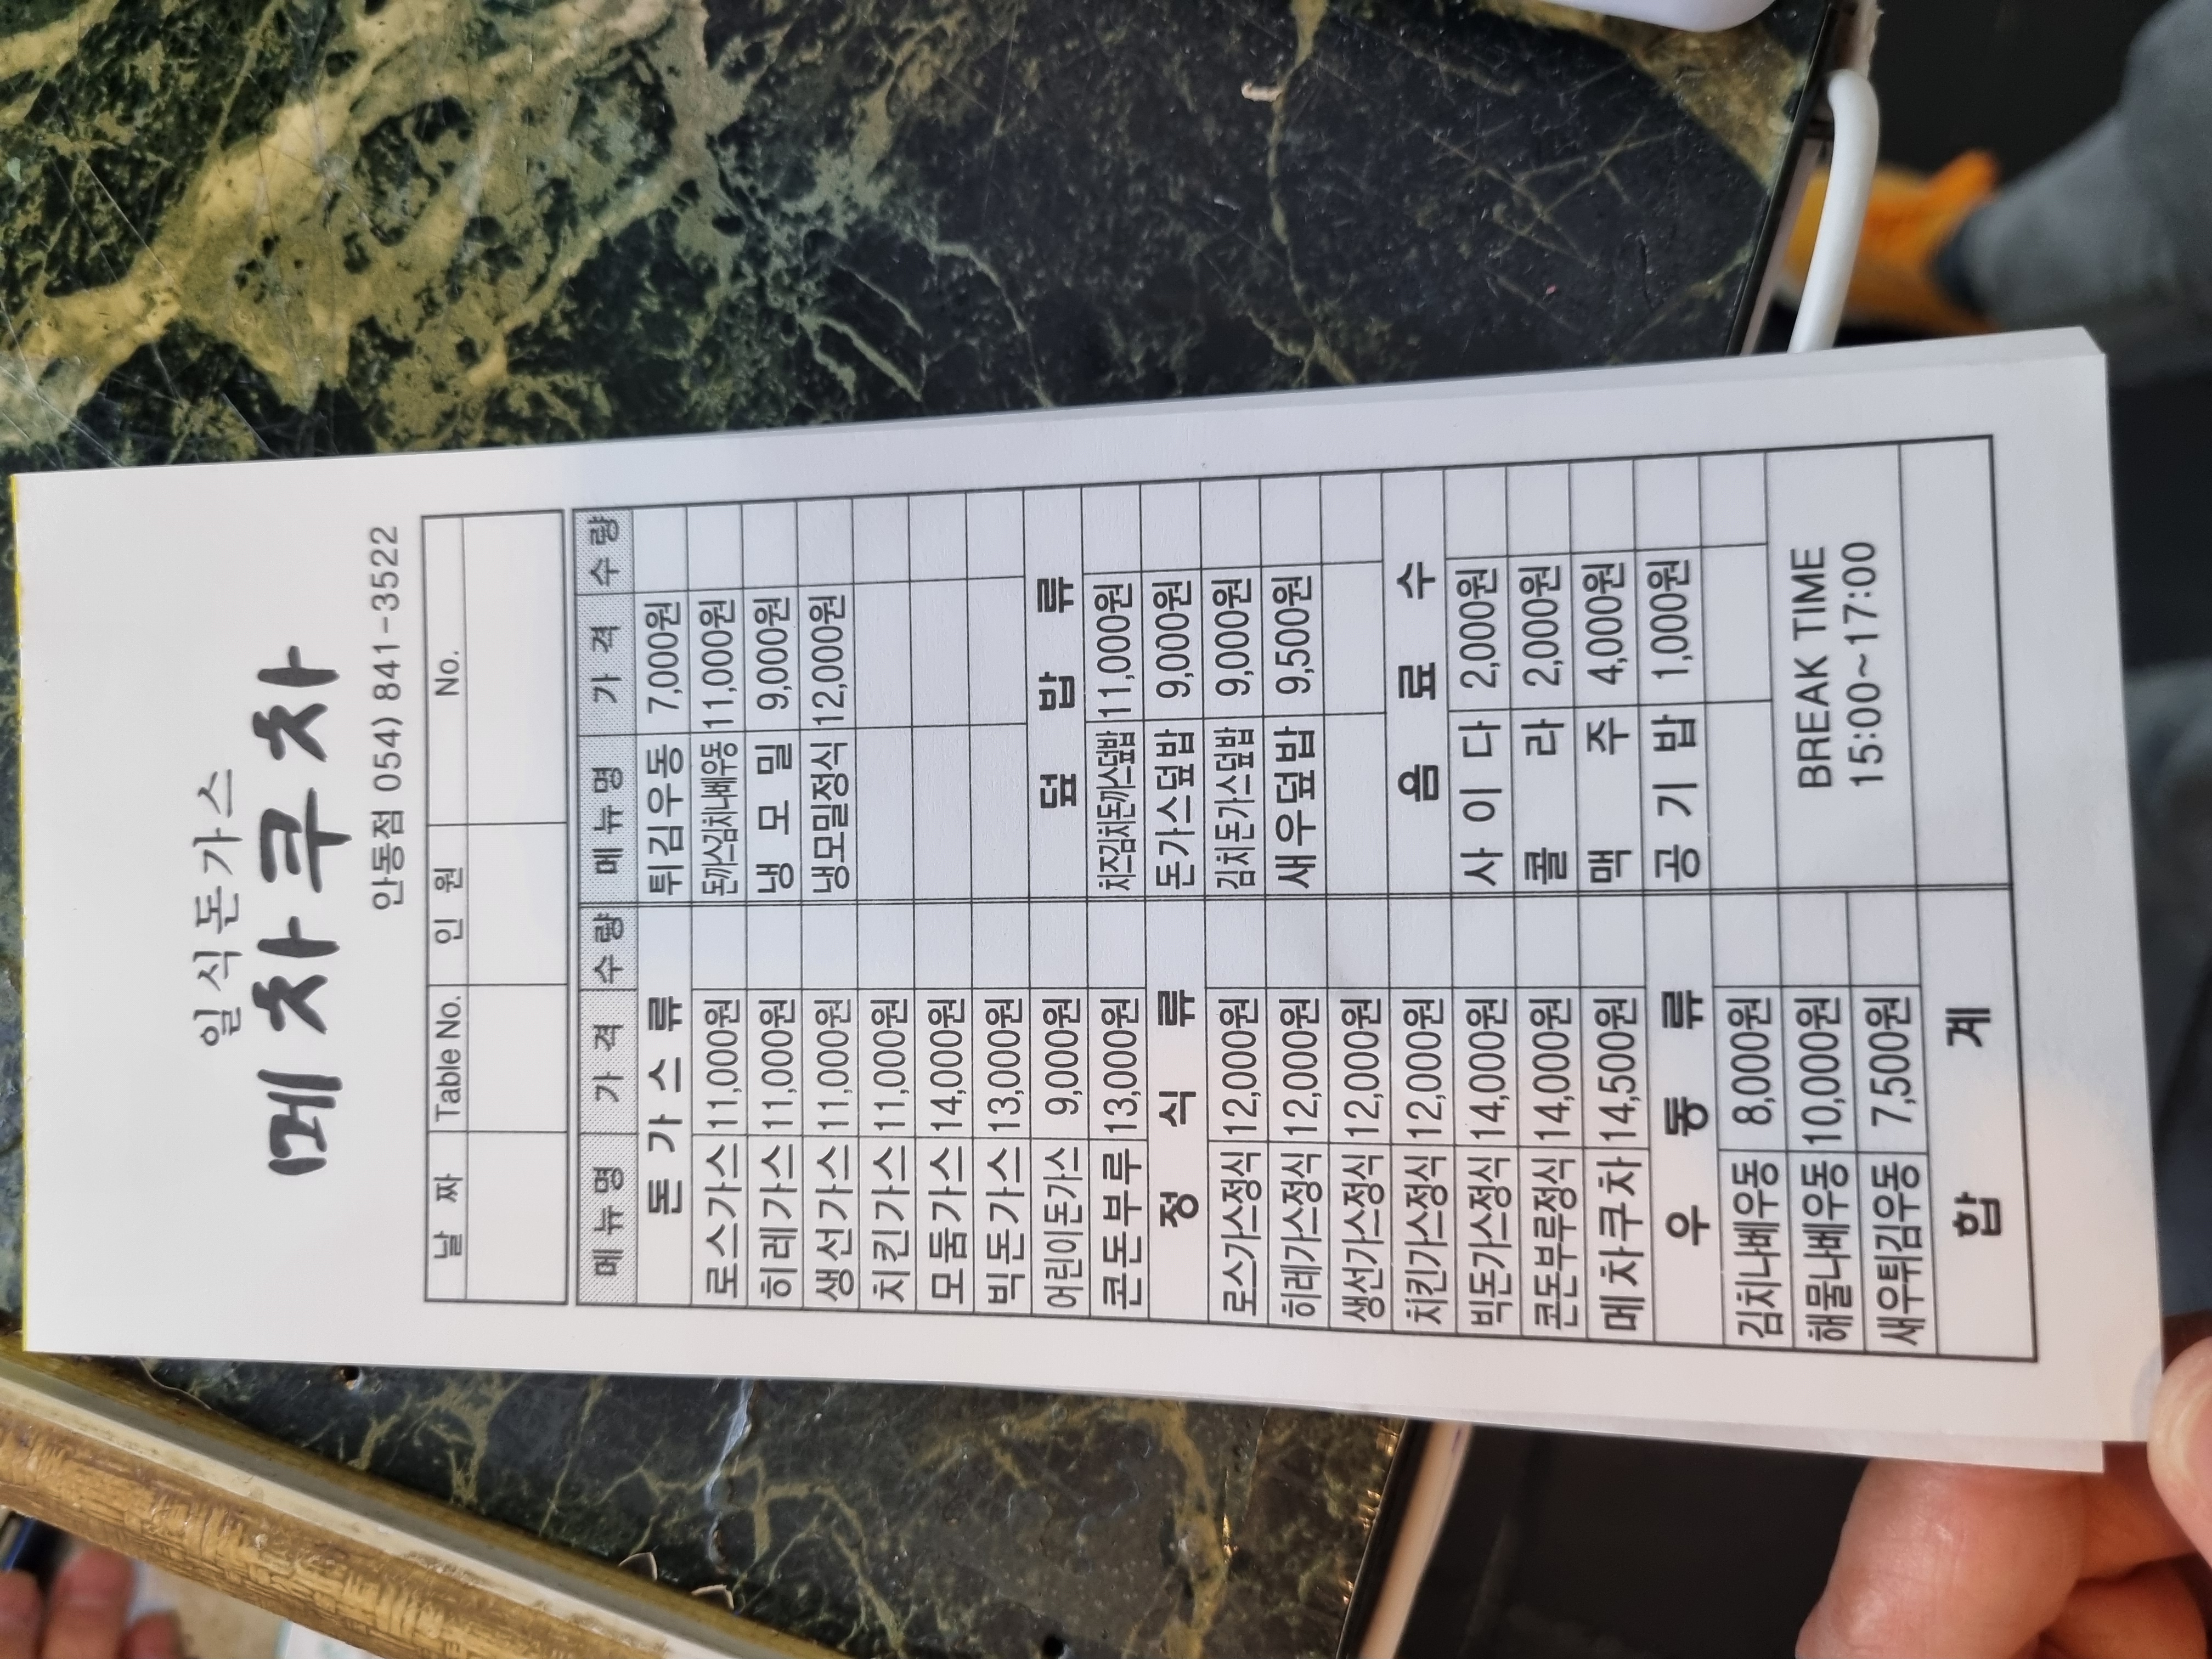 일식돈가스
메차쿠차
안동점 054) 841-3522
날 짜 Table No. 인 원 No.
메뉴명 가 격 수량 메뉴명 가 격 수량
돈가스류 튀김우동 7,000원
로스가스 11,000원 돈까스김치나베우동 11,000원
히레가스 11,000원 냉모밀 9,000원
생선가스 11,000원 냉모밀정식 12,000원
치킨가스 11,000원
모둠가스 14,000원
빅돈가스 13,000원
어린이돈가스 9,000원 덮밥류
콘돈부루 13,000원 치즈김치돈까스덮밥 11,000원
정식류 돈가스덮밥 9,000원
로스가스정식 12,000원 김치돈가스덮밥 9,000원
히레가스정식 12,000원 새우덮밥 9,500원
생선가스정식 12,000원
치킨가스정식 12,000원 음료수
빅돈가스정식 14,000원 사이다 2,000원
콘돈부루정식 14,000원 콜라 2,000원
메차쿠차 14,500원 맥주 4,000원
우동류 공기밥 1,000원
김치나베우동 8,000원
해물나베우동 10,000원 BREAK TIME
새우튀김우동 7,500원 15:00~17:00
합계